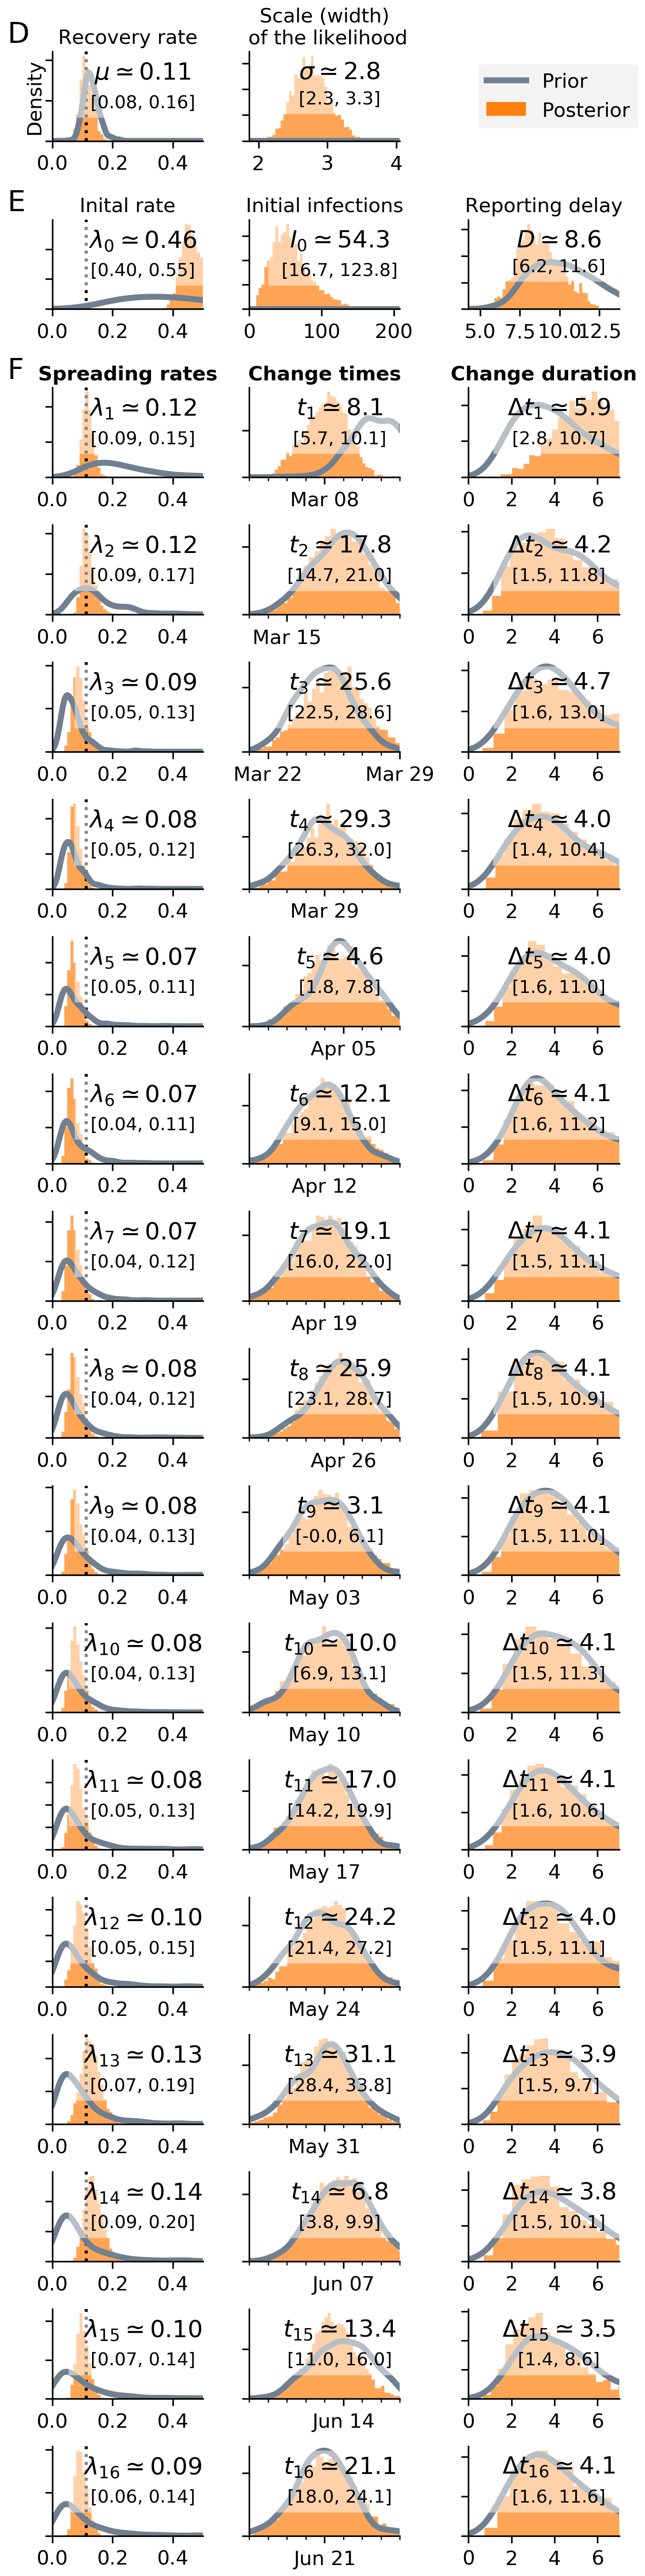 D
Recovery rate
Scale (width)
of the likelihood
Density
μ ≃ 0.11
[0.08, 0.16]
σ ≃ 2.8
[2.3, 3.3]
Prior
Posterior
0.0 0.2 0.4
2 3 4
E
Inital rate
Initial infections
Reporting delay
λ0 ≃ 0.46
[0.40, 0.55]
I0 ≃ 54.3
[16.7, 123.8]
D ≃ 8.6
[6.2, 11.6]
0.0 0.2 0.4
0 100 200
5.0 7.5 10.0 12.5
F
Spreading rates
Change times
Change duration
λ1 ≃ 0.12
[0.09, 0.15]
t1 ≃ 8.1
[5.7, 10.1]
Δt1 ≃ 5.9
[2.8, 10.7]
0.0 0.2 0.4
Mar 08
0 2 4 6
λ2 ≃ 0.12
[0.09, 0.17]
t2 ≃ 17.8
[14.7, 21.0]
Δt2 ≃ 4.2
[1.5, 11.8]
0.0 0.2 0.4
Mar 15
0 2 4 6
λ3 ≃ 0.09
[0.05, 0.13]
t3 ≃ 25.6
[22.5, 28.6]
Δt3 ≃ 4.7
[1.6, 13.0]
0.0 0.2 0.4
Mar 22 Mar 29
0 2 4 6
λ4 ≃ 0.08
[0.05, 0.12]
t4 ≃ 29.3
[26.3, 32.0]
Δt4 ≃ 4.0
[1.4, 10.4]
0.0 0.2 0.4
Mar 29
0 2 4 6
λ5 ≃ 0.07
[0.05, 0.11]
t5 ≃ 4.6
[1.8, 7.8]
Δt5 ≃ 4.0
[1.6, 11.0]
0.0 0.2 0.4
Apr 05
0 2 4 6
λ6 ≃ 0.07
[0.04, 0.11]
t6 ≃ 12.1
[9.1, 15.0]
Δt6 ≃ 4.1
[1.6, 11.2]
0.0 0.2 0.4
Apr 12
0 2 4 6
λ7 ≃ 0.07
[0.04, 0.12]
t7 ≃ 19.1
[16.0, 22.0]
Δt7 ≃ 4.1
[1.5, 11.1]
0.0 0.2 0.4
Apr 19
0 2 4 6
λ8 ≃ 0.08
[0.04, 0.12]
t8 ≃ 25.9
[23.1, 28.7]
Δt8 ≃ 4.1
[1.5, 10.9]
0.0 0.2 0.4
Apr 26
0 2 4 6
λ9 ≃ 0.08
[0.04, 0.13]
t9 ≃ 3.1
[-0.0, 6.1]
Δt9 ≃ 4.1
[1.5, 11.0]
0.0 0.2 0.4
May 03
0 2 4 6
λ10 ≃ 0.08
[0.04, 0.13]
t10 ≃ 10.0
[6.9, 13.1]
Δt10 ≃ 4.1
[1.5, 11.3]
0.0 0.2 0.4
May 10
0 2 4 6
λ11 ≃ 0.08
[0.05, 0.13]
t11 ≃ 17.0
[14.2, 19.9]
Δt11 ≃ 4.1
[1.6, 10.6]
0.0 0.2 0.4
May 17
0 2 4 6
λ12 ≃ 0.10
[0.05, 0.15]
t12 ≃ 24.2
[21.4, 27.2]
Δt12 ≃ 4.0
[1.5, 11.1]
0.0 0.2 0.4
May 24
0 2 4 6
λ13 ≃ 0.13
[0.07, 0.19]
t13 ≃ 31.1
[28.4, 33.8]
Δt13 ≃ 3.9
[1.5, 9.7]
0.0 0.2 0.4
May 31
0 2 4 6
λ14 ≃ 0.14
[0.09, 0.20]
t14 ≃ 6.8
[3.8, 9.9]
Δt14 ≃ 3.8
[1.5, 10.1]
0.0 0.2 0.4
Jun 07
0 2 4 6
λ15 ≃ 0.10
[0.07, 0.14]
t15 ≃ 13.4
[11.0, 16.0]
Δt15 ≃ 3.5
[1.4, 8.6]
0.0 0.2 0.4
Jun 14
0 2 4 6
λ16 ≃ 0.09
[0.06, 0.14]
t16 ≃ 21.1
[18.0, 24.1]
Δt16 ≃ 4.1
[1.6, 11.6]
0.0 0.2 0.4
Jun 21
0 2 4 6